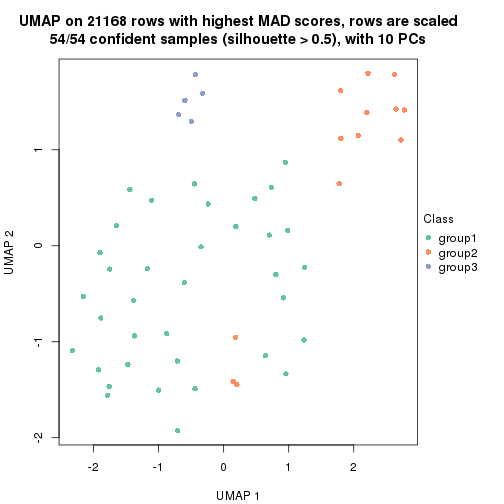 UMAP on 21168 rows with highest MAD scores, rows are scaled
54/54 confident samples (silhouette > 0.5), with 10 PCs
UMAP 2
1
0
-1
-2
-2
-1
0
1
2
UMAP 1
Class
group1
group2
group3